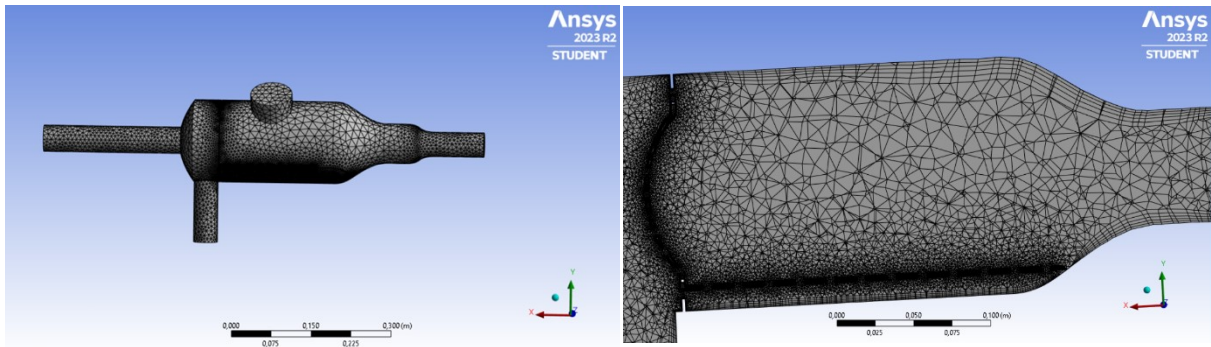 Ansys
2023 R2
STUDENT
Y
X
Z
0,000
0,150
0,300 (m)
0,075
0,225
Ansys
2023 R2
STUDENT
Y
X
Z
0,000
0,050
0,100 (m)
0,025
0,075